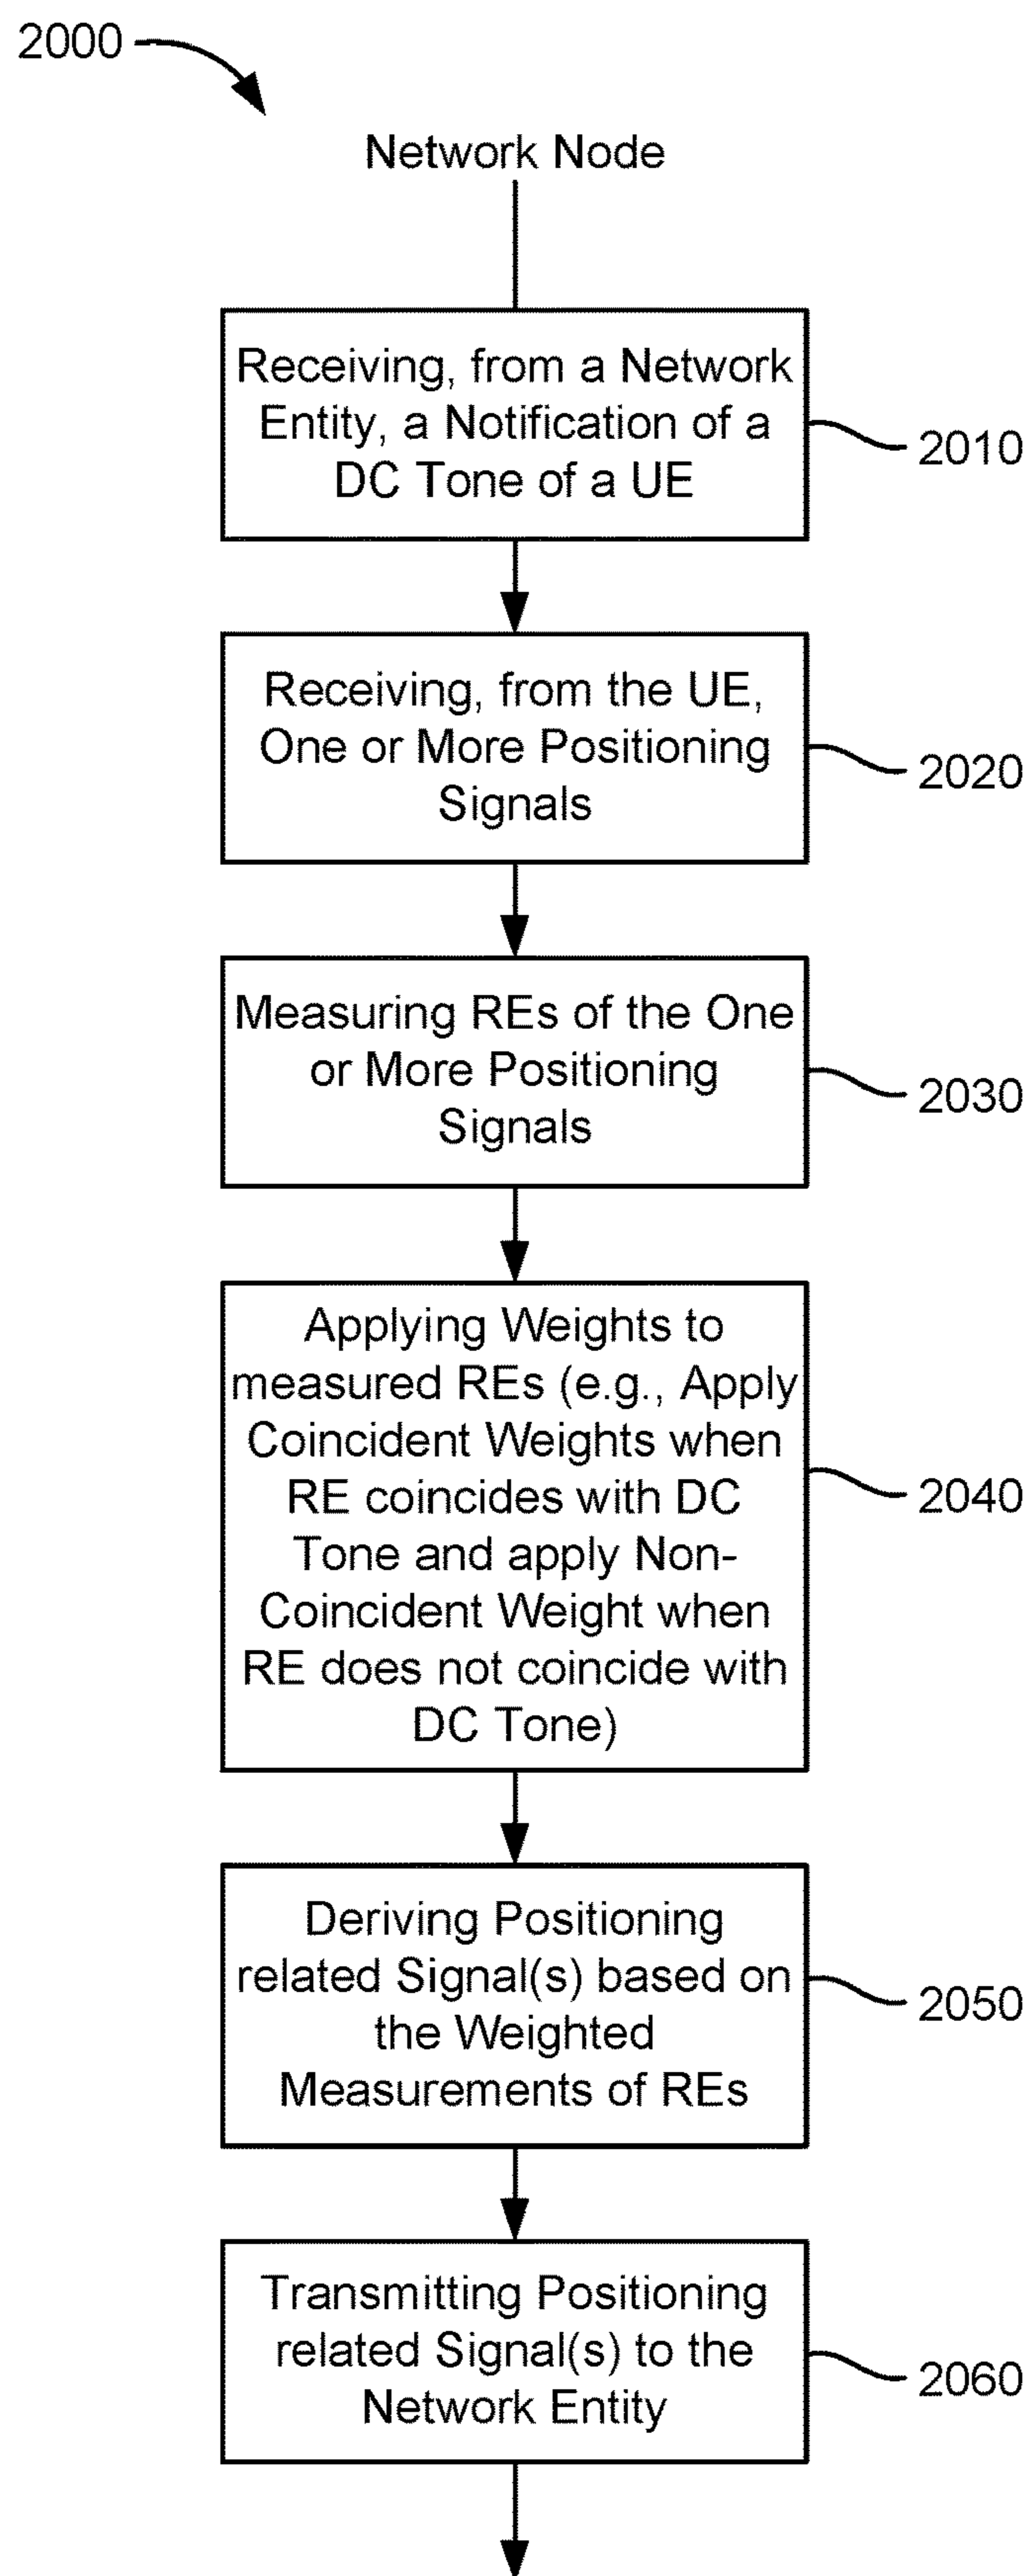 2000
Network Node
Receiving, from a Network
Entity, a Notification of a
DC Tone of a UE
2010
Receiving, from the UE,
One or More Positioning
Signals
2020
Measuring REs of the One
or More Positioning
Signals
2030
Applying Weights to
measured REs (e.g., Apply
Coincident Weights when
RE coincides with DC
Tone and apply Non-
Coincident Weight when
RE does not coincide with
DC Tone)
2040
Deriving Positioning
related Signal(s) based on
the Weighted
Measurements of REs
2050
Transmitting Positioning
related Signal(s) to the
Network Entity
2060